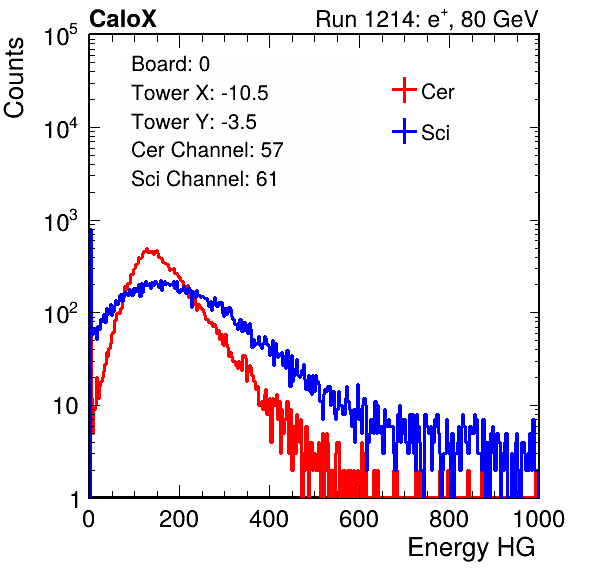 CaloX Run 1214: e⁺, 80 GeV
Counts
10⁵
10⁴
10³
10²
10
1
Board: 0
Tower X: -10.5
Tower Y: -3.5
Cer Channel: 57
Sci Channel: 61
Cer
Sci
0 200 400 600 800 1000
Energy HG